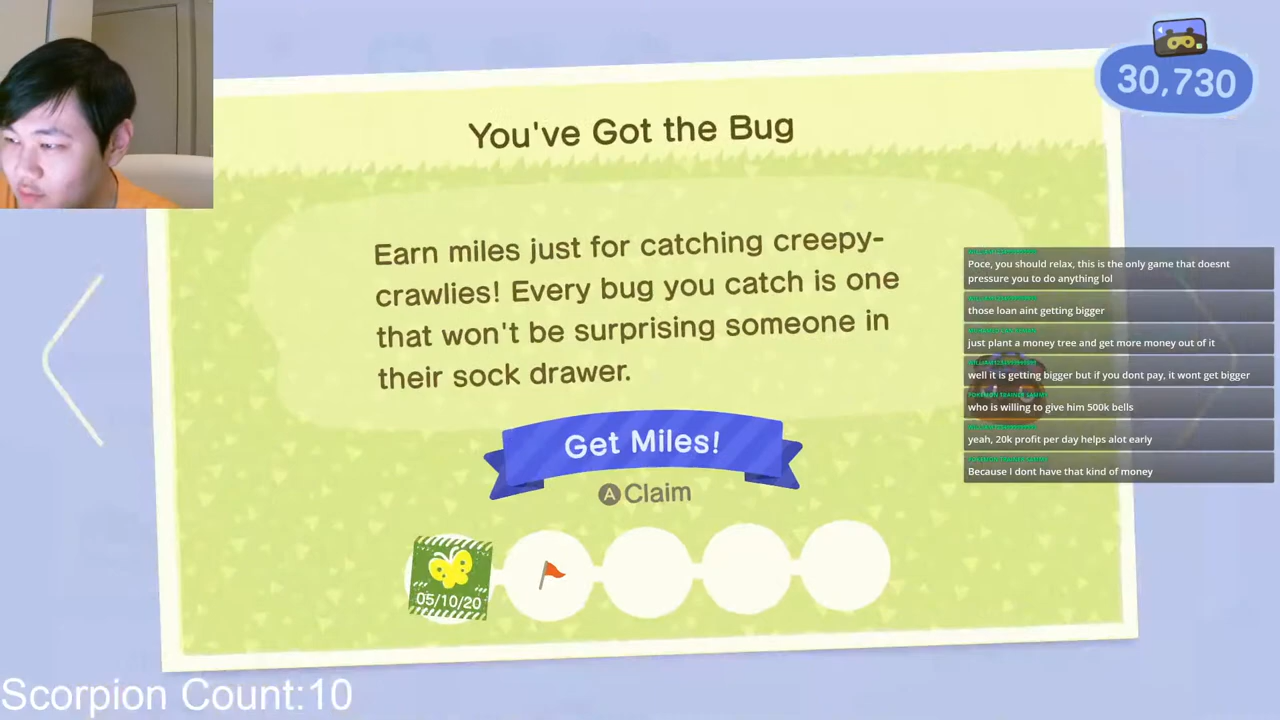 30,730
You've Got the Bug
Earn miles just for catching creepy-
crawlies! Every bug you catch is one
that won't be surprising someone in
their sock drawer.
Get Miles!
A Claim
05/10/20
Poce, you should relax, this is the only game that doesnt
pressure you to do anything lol
those loan aint getting bigger
just plant a money tree and get more money out of it
well it is getting bigger but if you dont pay, it wont get bigger
who is willing to give him 500k bells
yeah, 20k profit per day helps alot early
Because I dont have that kind of money
Scorpion Count:10